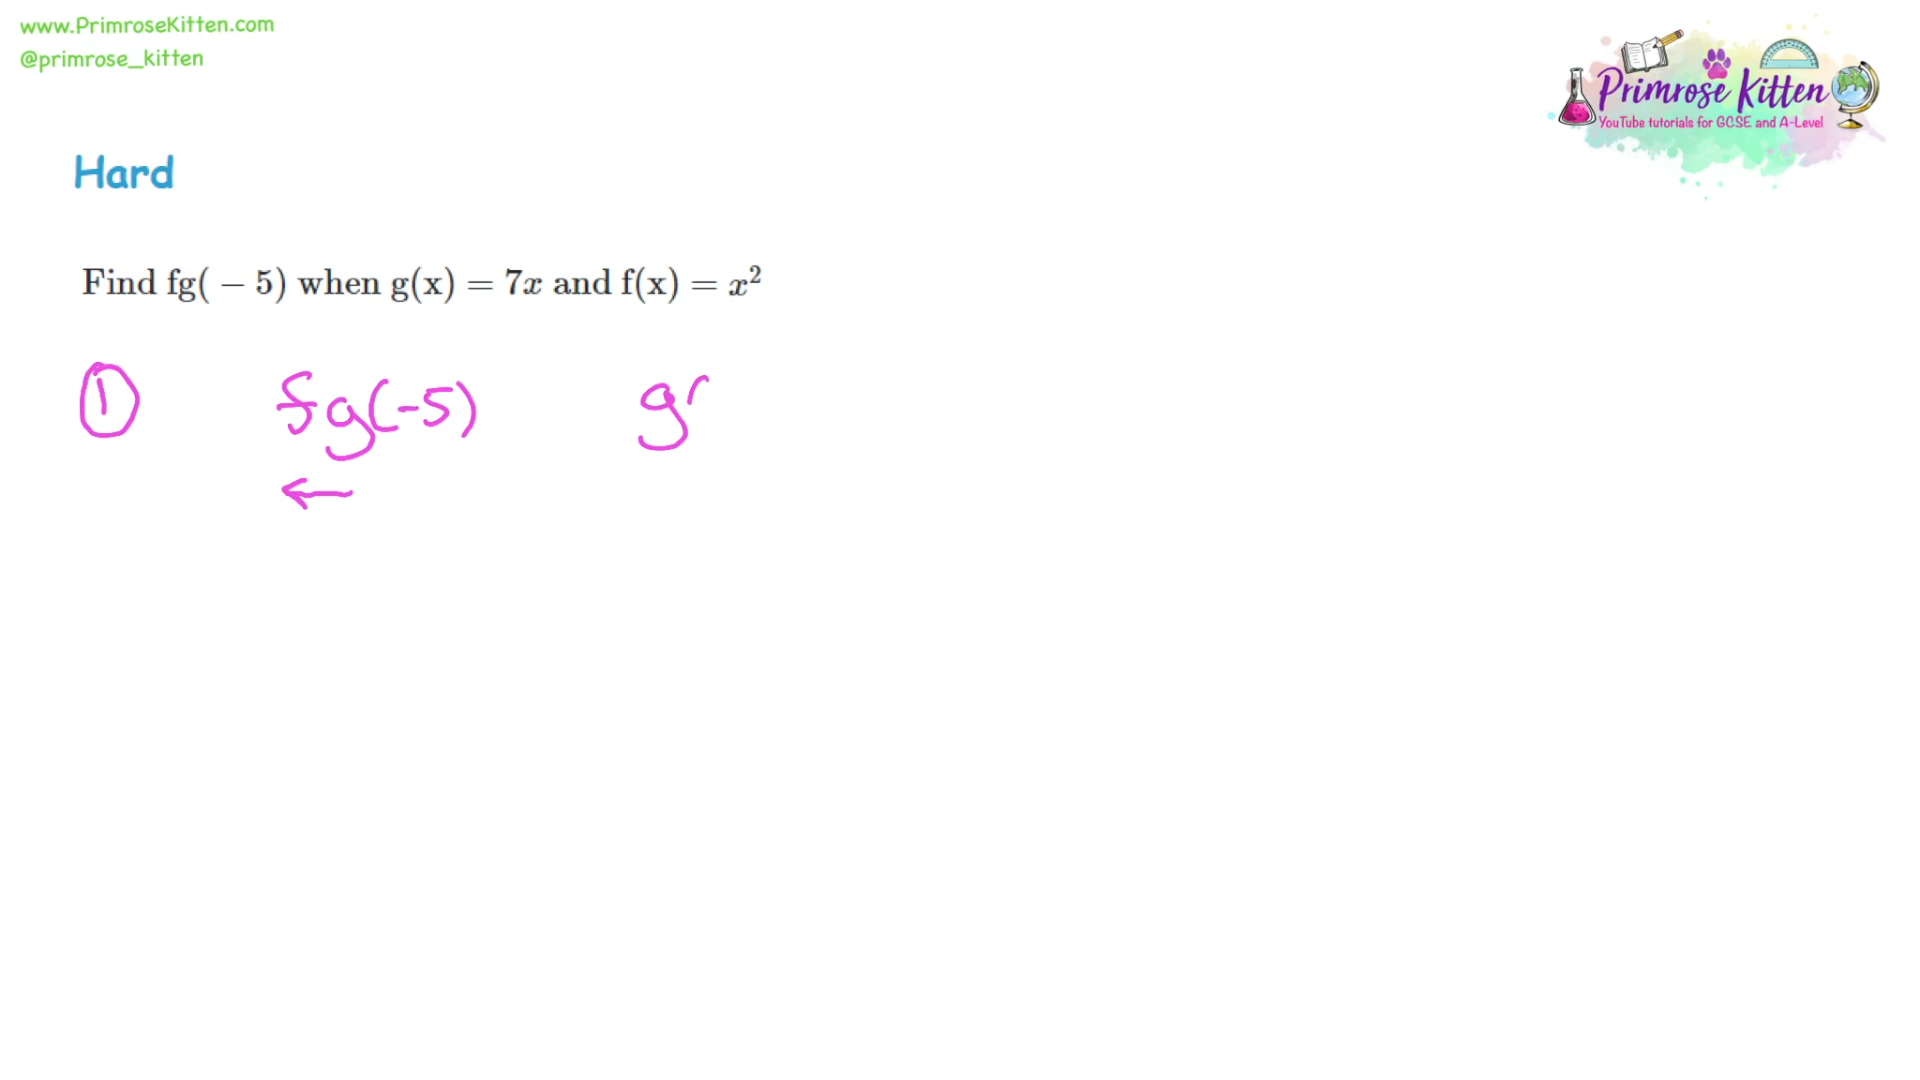 www.PrimroseKitten.com
@primrose_kitten
Primrose Kitten
YouTube tutorials for GCSE and A-Level
Hard
Find fg( − 5) when g(x) = 7x and f(x) = x²
① fg(-5) g(
←